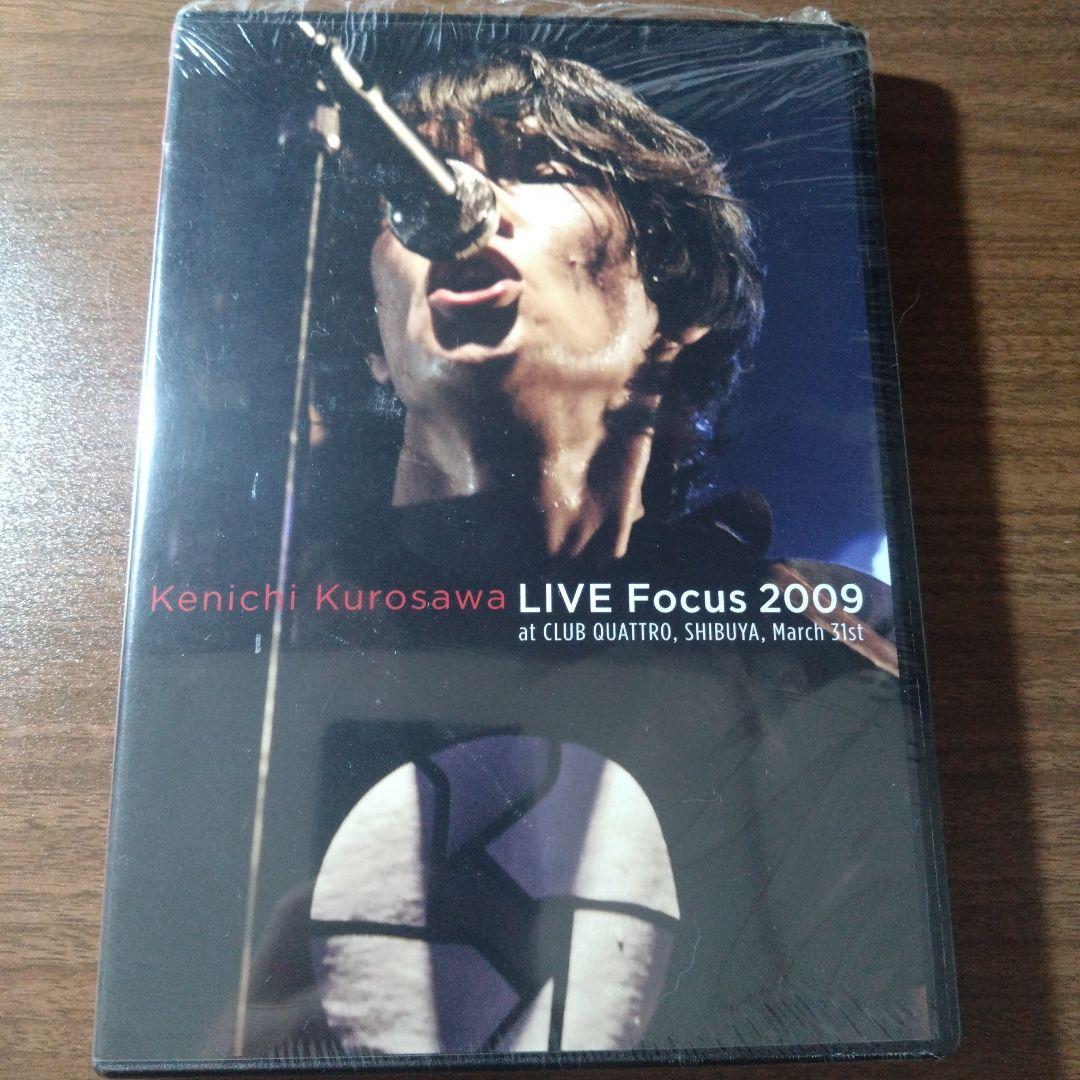 Kenichi Kurosawa LIVE Focus 2009
at CLUB QUATTRO, SHIBUYA, March 31st